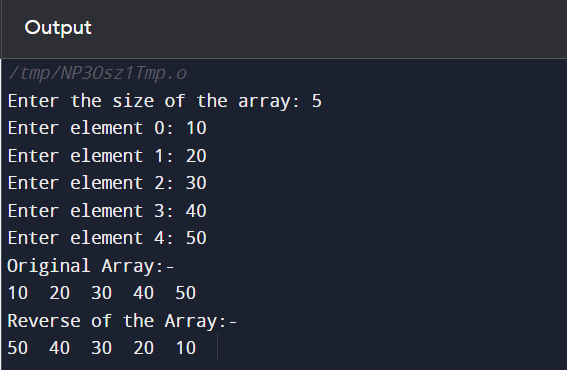 Output
/tmp/NP3Osz1Tmp.o
Enter the size of the array: 5
Enter element 0: 10
Enter element 1: 20
Enter element 2: 30
Enter element 3: 40
Enter element 4: 50
Original Array:-
10  20  30  40  50
Reverse of the Array:-
50  40  30  20  10